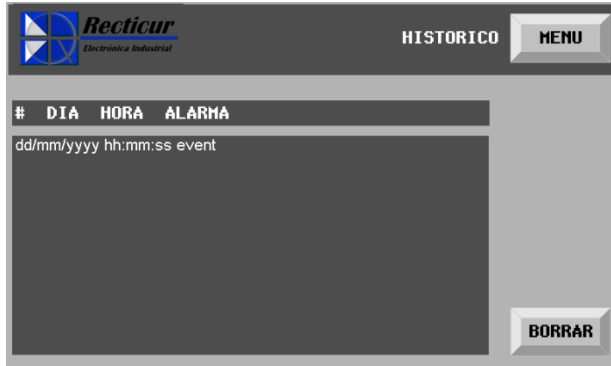 Recticur
Electrónica Industrial
HISTORICO
MENU
# DIA HORA ALARMA
dd/mm/yyyy hh:mm:ss event
BORRAR